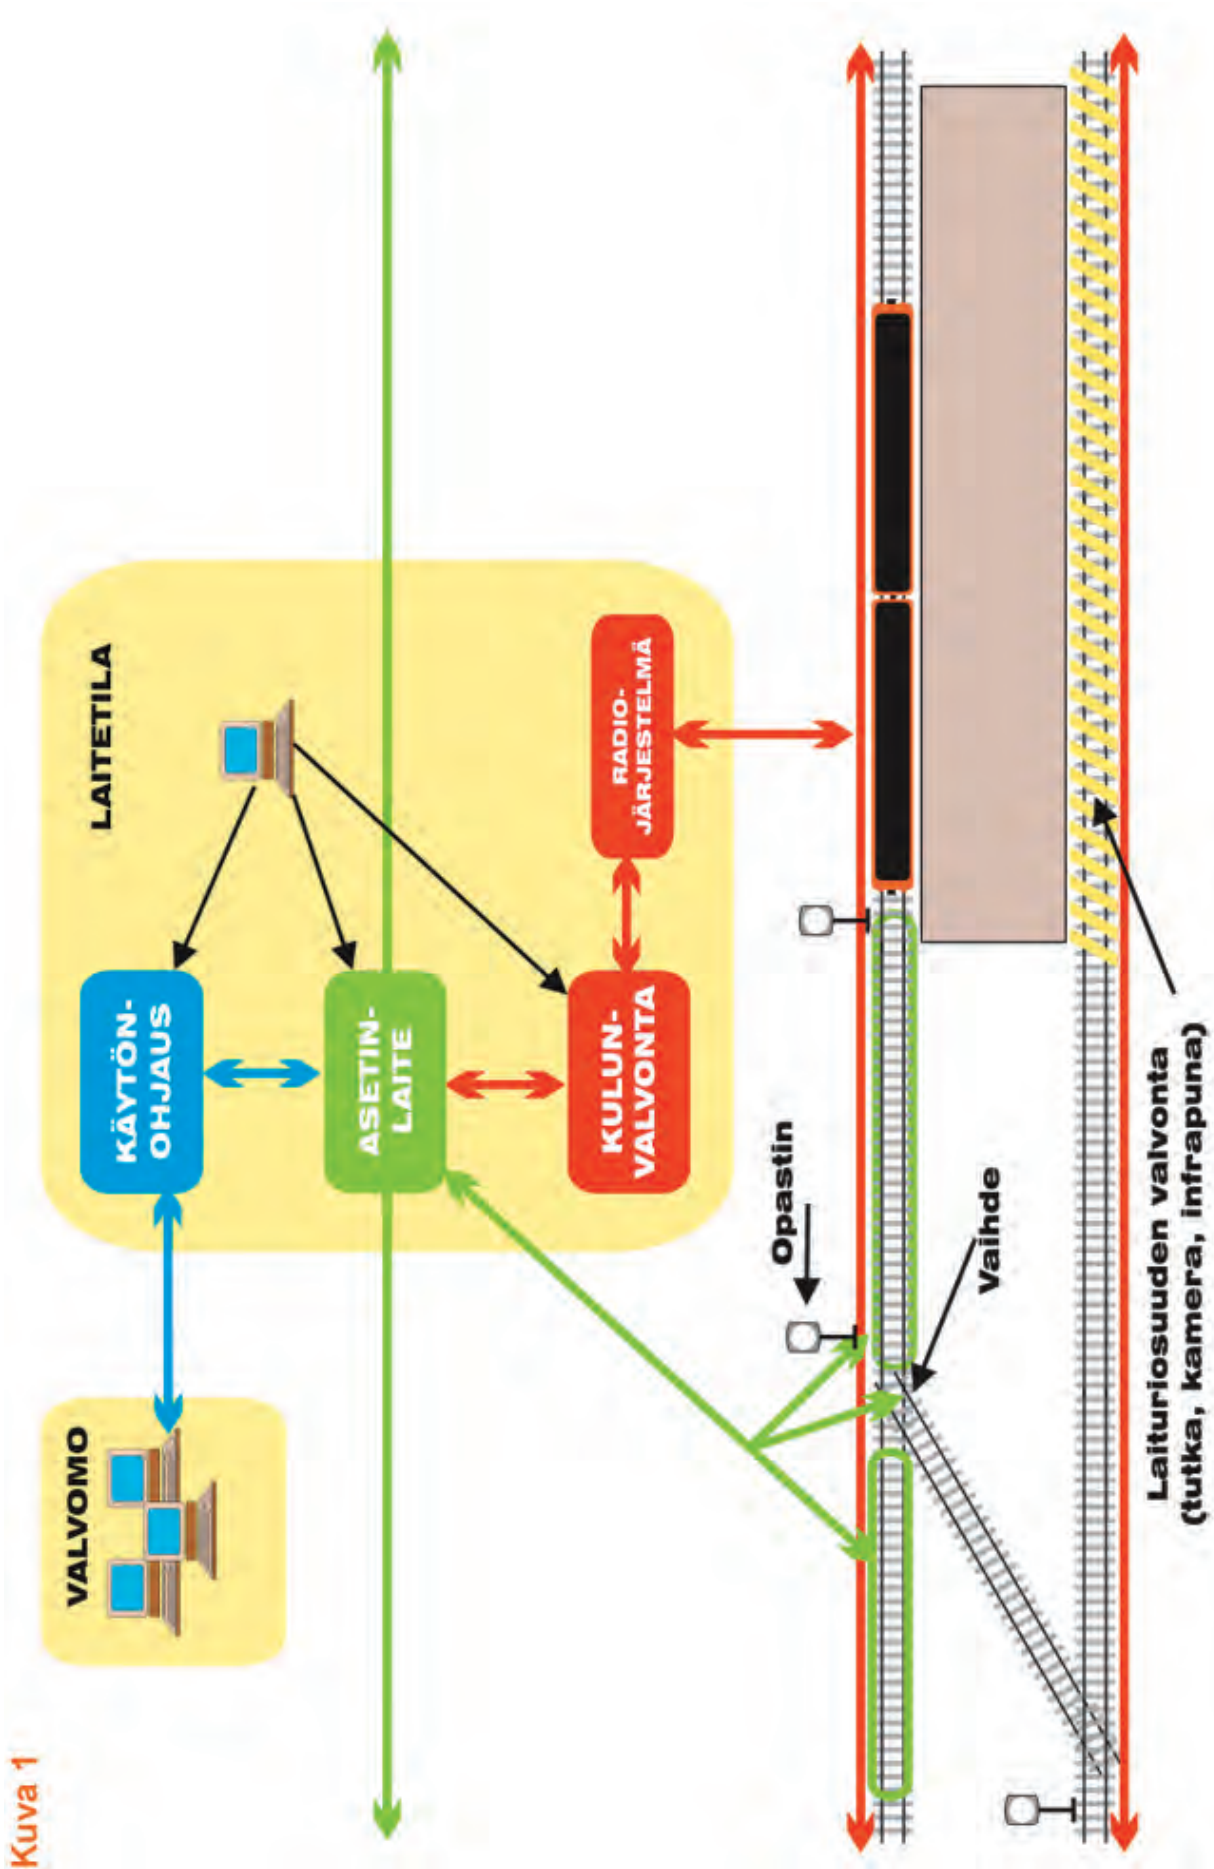 Kuva 1
VALVOMO
LAITETILA
KÄYTÖN-
OHJAUS
ASETIN-
LAITE
KULUN-
VALVONTA
RADIO-
JÄRJESTELMÄ
Opastin
Vaihde
Laituriosuuden valvonta
(tutka, kamera, infrapuna)